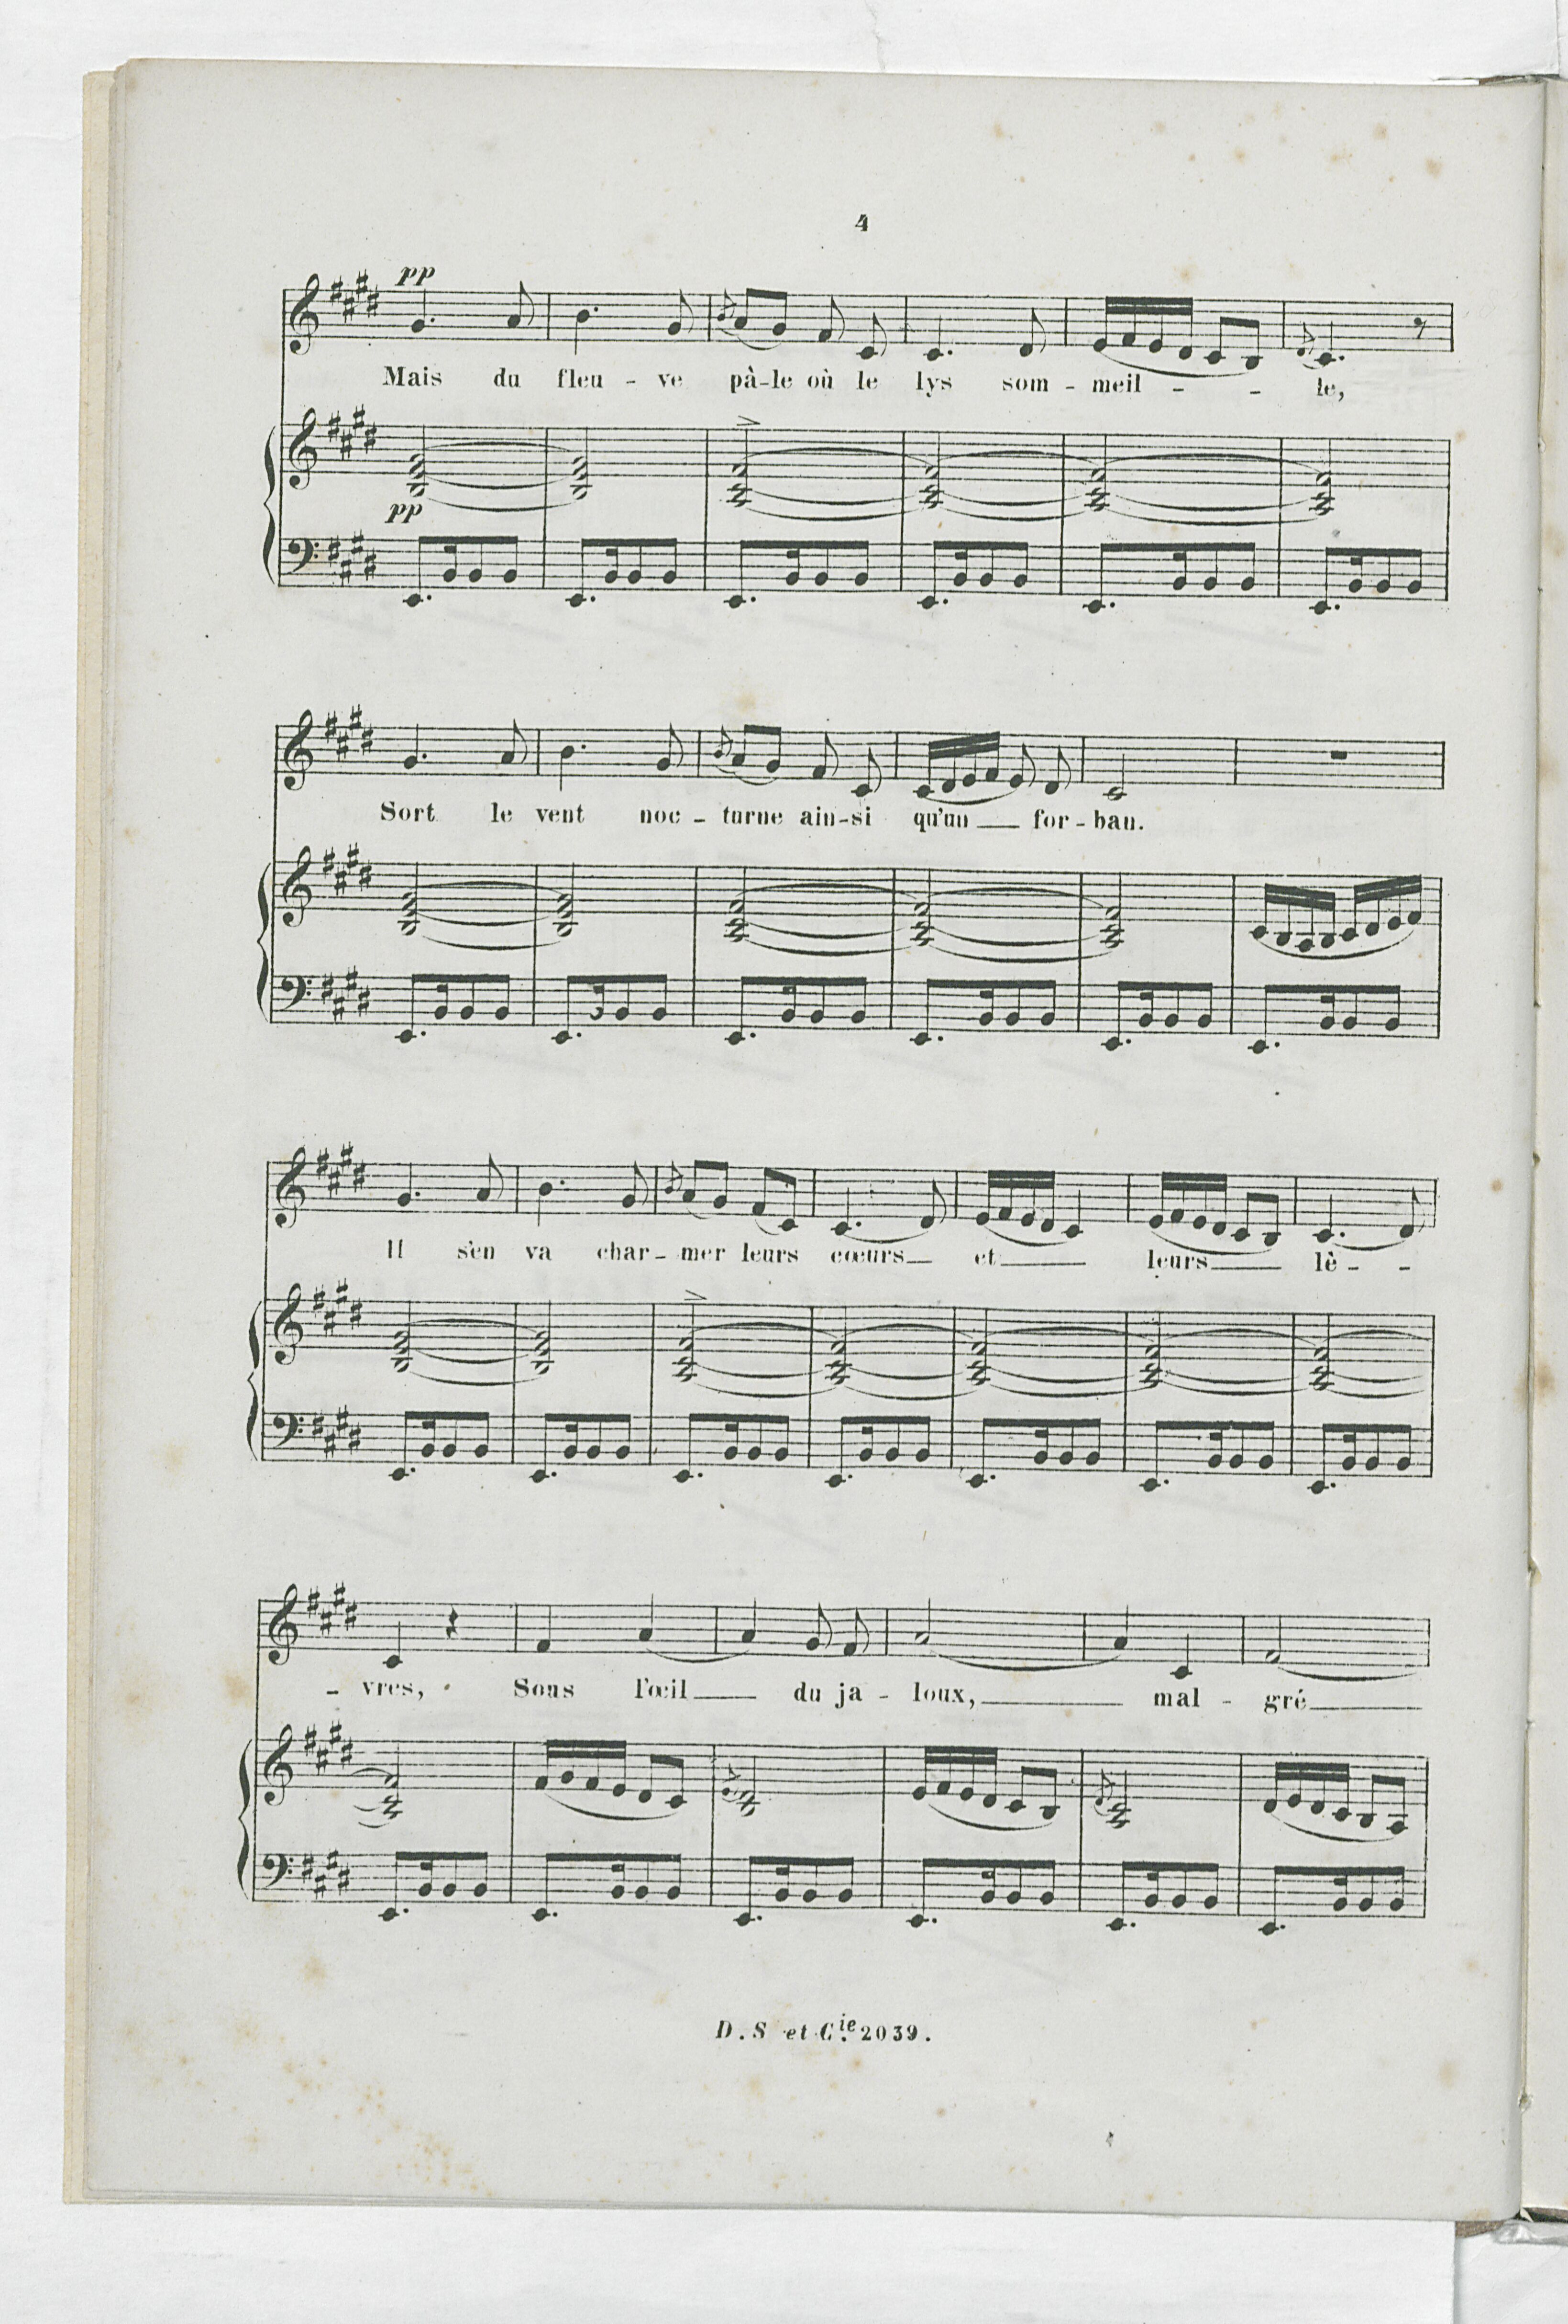 4
pp
Mais du fleu - ve pà-le où le lys som - meil - - le,
pp
Sort le vent noc - turne ain-si qu'un for - ban.
Il s'en va char - mer leurs cœurs et leurs lè - -
- vres, Sous l'œil du ja - loux, mal - gré
D. S et Cie 2039.